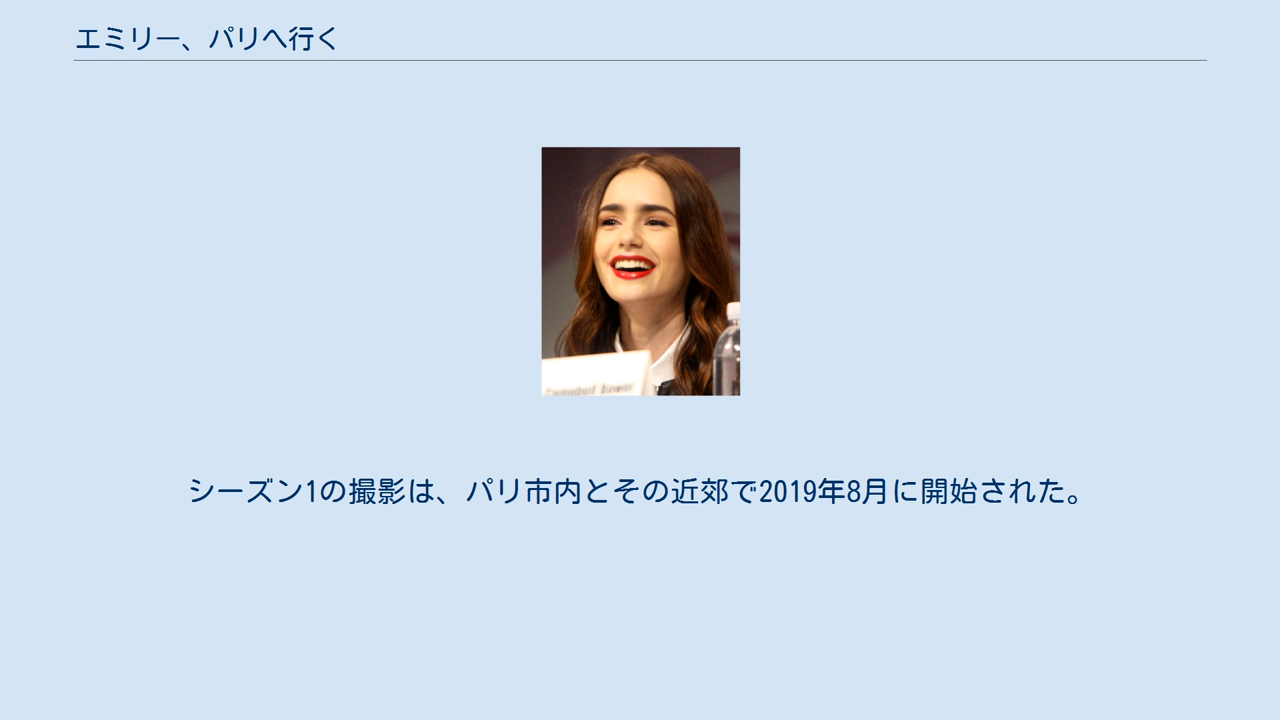 エミリー、パリへ行く
シーズン1の撮影は、パリ市内とその近郊で2019年8月に開始された。